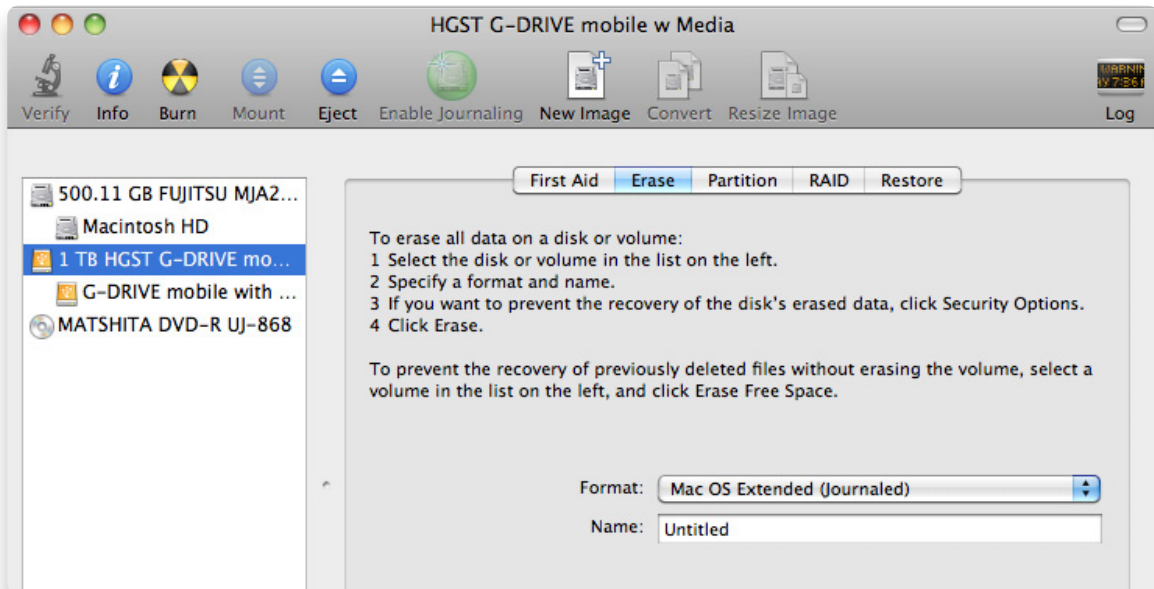 HGST G-DRIVE mobile w Media
Verify Info Burn Mount Eject Enable Journaling New Image Convert Resize Image Log
First Aid Erase Partition RAID Restore
500.11 GB FUJITSU MJA2...
Macintosh HD
1 TB HGST G-DRIVE mo...
G-DRIVE mobile with ...
MATSHITA DVD-R UJ-868
To erase all data on a disk or volume:
1 Select the disk or volume in the list on the left.
2 Specify a format and name.
3 If you want to prevent the recovery of the disk's erased data, click Security Options.
4 Click Erase.
To prevent the recovery of previously deleted files without erasing the volume, select a
volume in the list on the left, and click Erase Free Space.
Format: Mac OS Extended (Journaled)
Name: Untitled